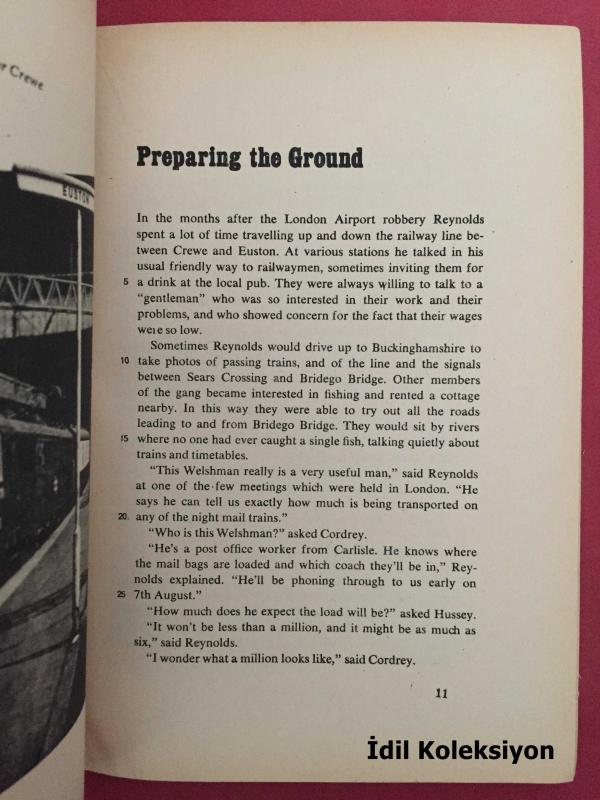 Crewe
EUSTON
Preparing the Ground
In the months after the London Airport robbery Reynolds
spent a lot of time travelling up and down the railway line be-
tween Crewe and Euston. At various stations he talked in his
usual friendly way to railwaymen, sometimes inviting them for
5 a drink at the local pub. They were always willing to talk to a
"gentleman" who was so interested in their work and their
problems, and who showed concern for the fact that their wages
were so low.
Sometimes Reynolds would drive up to Buckinghamshire to
10 take photos of passing trains, and of the line and the signals
between Sears Crossing and Bridego Bridge. Other members
of the gang became interested in fishing and rented a cottage
nearby. In this way they were able to try out all the roads
leading to and from Bridego Bridge. They would sit by rivers
15 where no one had ever caught a single fish, talking quietly about
trains and timetables.
"This Welshman really is a very useful man," said Reynolds
at one of the few meetings which were held in London. "He
says he can tell us exactly how much is being transported on
20 any of the night mail trains."
"Who is this Welshman?" asked Cordrey.
"He's a post office worker from Carlisle. He knows where
the mail bags are loaded and which coach they'll be in," Rey-
nolds explained. "He'll be phoning through to us early on
25 7th August."
"How much does he expect the load will be?" asked Hussey.
"It won't be less than a million, and it might be as much as
six," said Reynolds.
"I wonder what a million looks like," said Cordrey.
11
İdil Koleksiyon